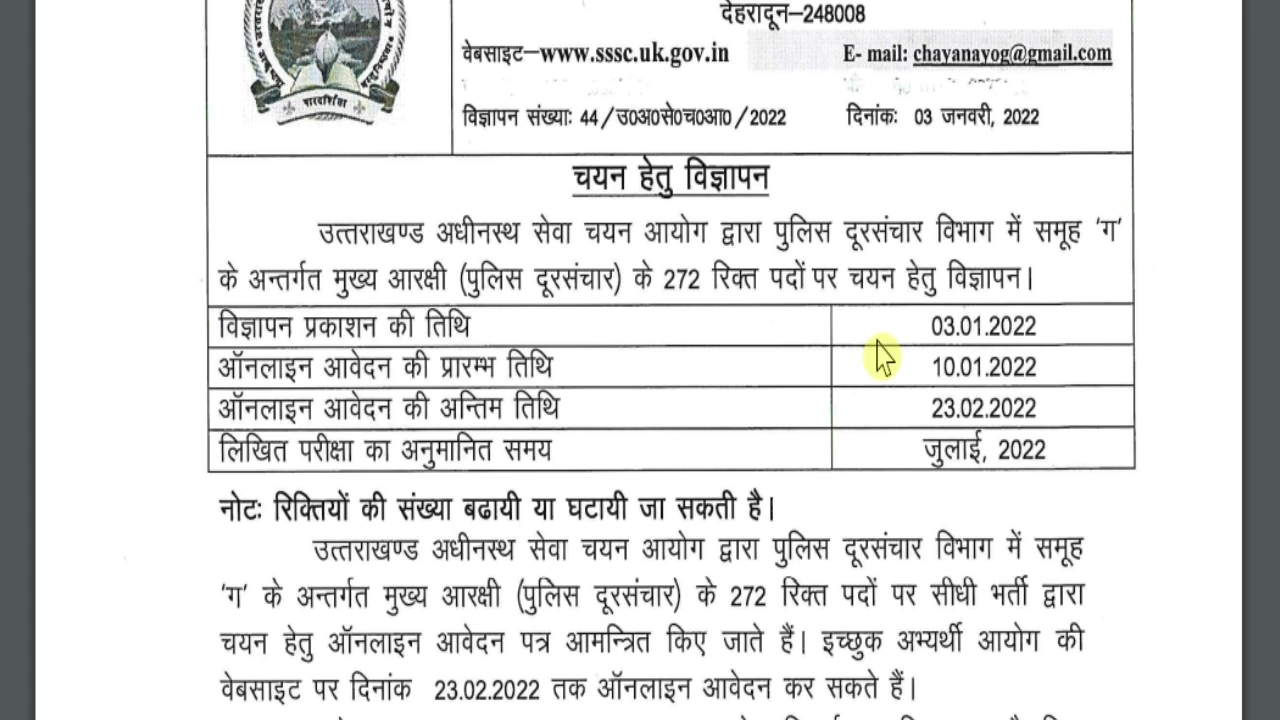 पारदर्शिता
देहरादून–248008
वेबसाइट–www.sssc.uk.gov.in
E- mail: chayanayog@gmail.com
विज्ञापन संख्याः 44/उ0अ0से0च0आ0/2022
दिनांकः 03 जनवरी, 2022
चयन हेतु विज्ञापन
उत्तराखण्ड अधीनस्थ सेवा चयन आयोग द्वारा पुलिस दूरसंचार विभाग में समूह 'ग'
के अन्तर्गत मुख्य आरक्षी (पुलिस दूरसंचार) के 272 रिक्त पदों पर चयन हेतु विज्ञापन।
विज्ञापन प्रकाशन की तिथि 03.01.2022
ऑनलाइन आवेदन की प्रारम्भ तिथि 10.01.2022
ऑनलाइन आवेदन की अन्तिम तिथि 23.02.2022
लिखित परीक्षा का अनुमानित समय जुलाई, 2022
नोटः रिक्तियों की संख्या बढायी या घटायी जा सकती है।
उत्तराखण्ड अधीनस्थ सेवा चयन आयोग द्वारा पुलिस दूरसंचार विभाग में समूह
'ग' के अन्तर्गत मुख्य आरक्षी (पुलिस दूरसंचार) के 272 रिक्त पदों पर सीधी भर्ती द्वारा
चयन हेतु ऑनलाइन आवेदन पत्र आमन्त्रित किए जाते हैं। इच्छुक अभ्यर्थी आयोग की
वेबसाइट पर दिनांक 23.02.2022 तक ऑनलाइन आवेदन कर सकते हैं।